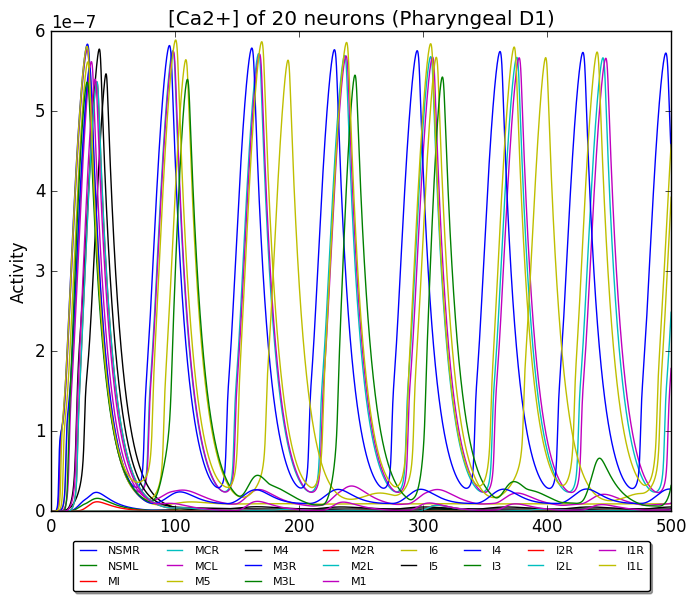 [Ca2+] of 20 neurons (Pharyngeal D1)
1e−7
6
5
4
3
2
1
0
Activity
0 100 200 300 400 500
NSMR MCR M4 M2R I6 I4 I2R I1R
NSML MCL M3R M2L I5 I3 I2L I1L
MI M5 M3L M1